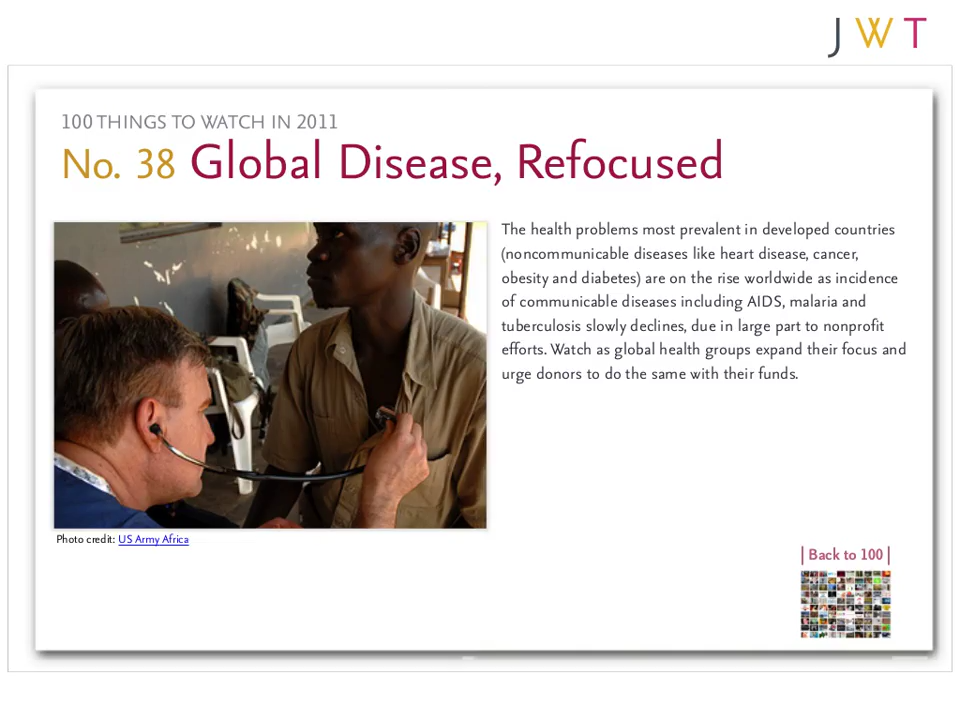 J W T
100 THINGS TO WATCH IN 2011
No. 38 Global Disease, Refocused
The health problems most prevalent in developed countries
(noncommunicable diseases like heart disease, cancer,
obesity and diabetes) are on the rise worldwide as incidence
of communicable diseases including AIDS, malaria and
tuberculosis slowly declines, due in large part to nonprofit
efforts. Watch as global health groups expand their focus and
urge donors to do the same with their funds.
Photo credit: US Army Africa
| Back to 100 |